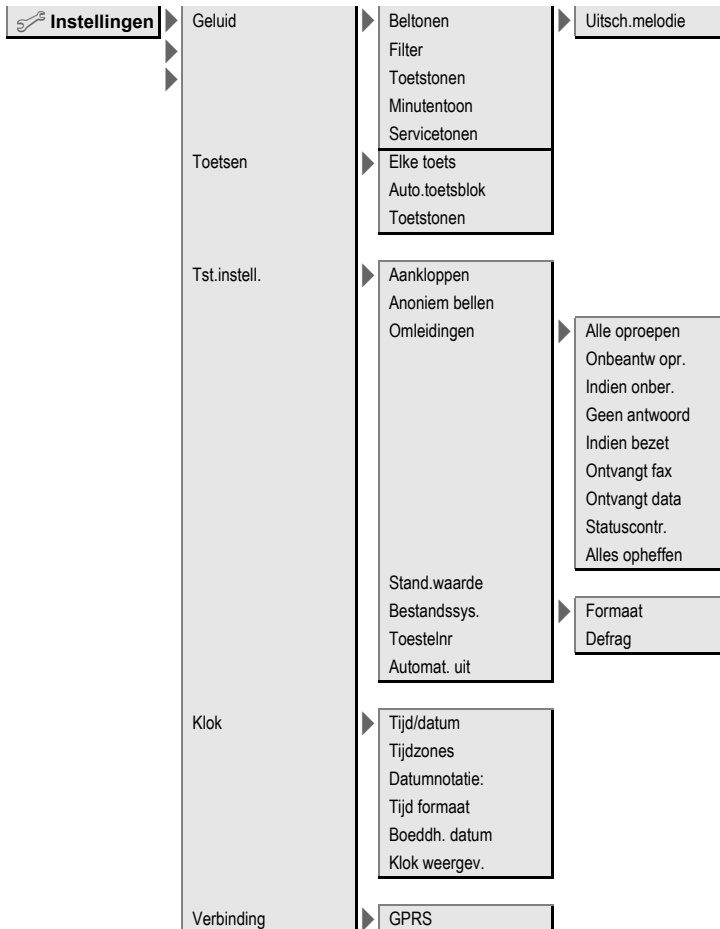 Instellingen Geluid Beltonen Uitsch.melodie
Filter
Toetstonen
Minutentoon
Servicetonen
Toetsen Elke toets
Auto.toetsblok
Toetstonen
Tst.instell. Aankloppen
Anoniem bellen
Omleidingen Alle oproepen
Onbeantw opr.
Indien onber.
Geen antwoord
Indien bezet
Ontvangt fax
Ontvangt data
Statuscontr.
Alles opheffen
Stand.waarde
Bestandssys. Formaat
Toestelnr Defrag
Automat. uit
Klok Tijd/datum
Tijdzones
Datumnotatie:
Tijd formaat
Boeddh. datum
Klok weergev.
Verbinding GPRS